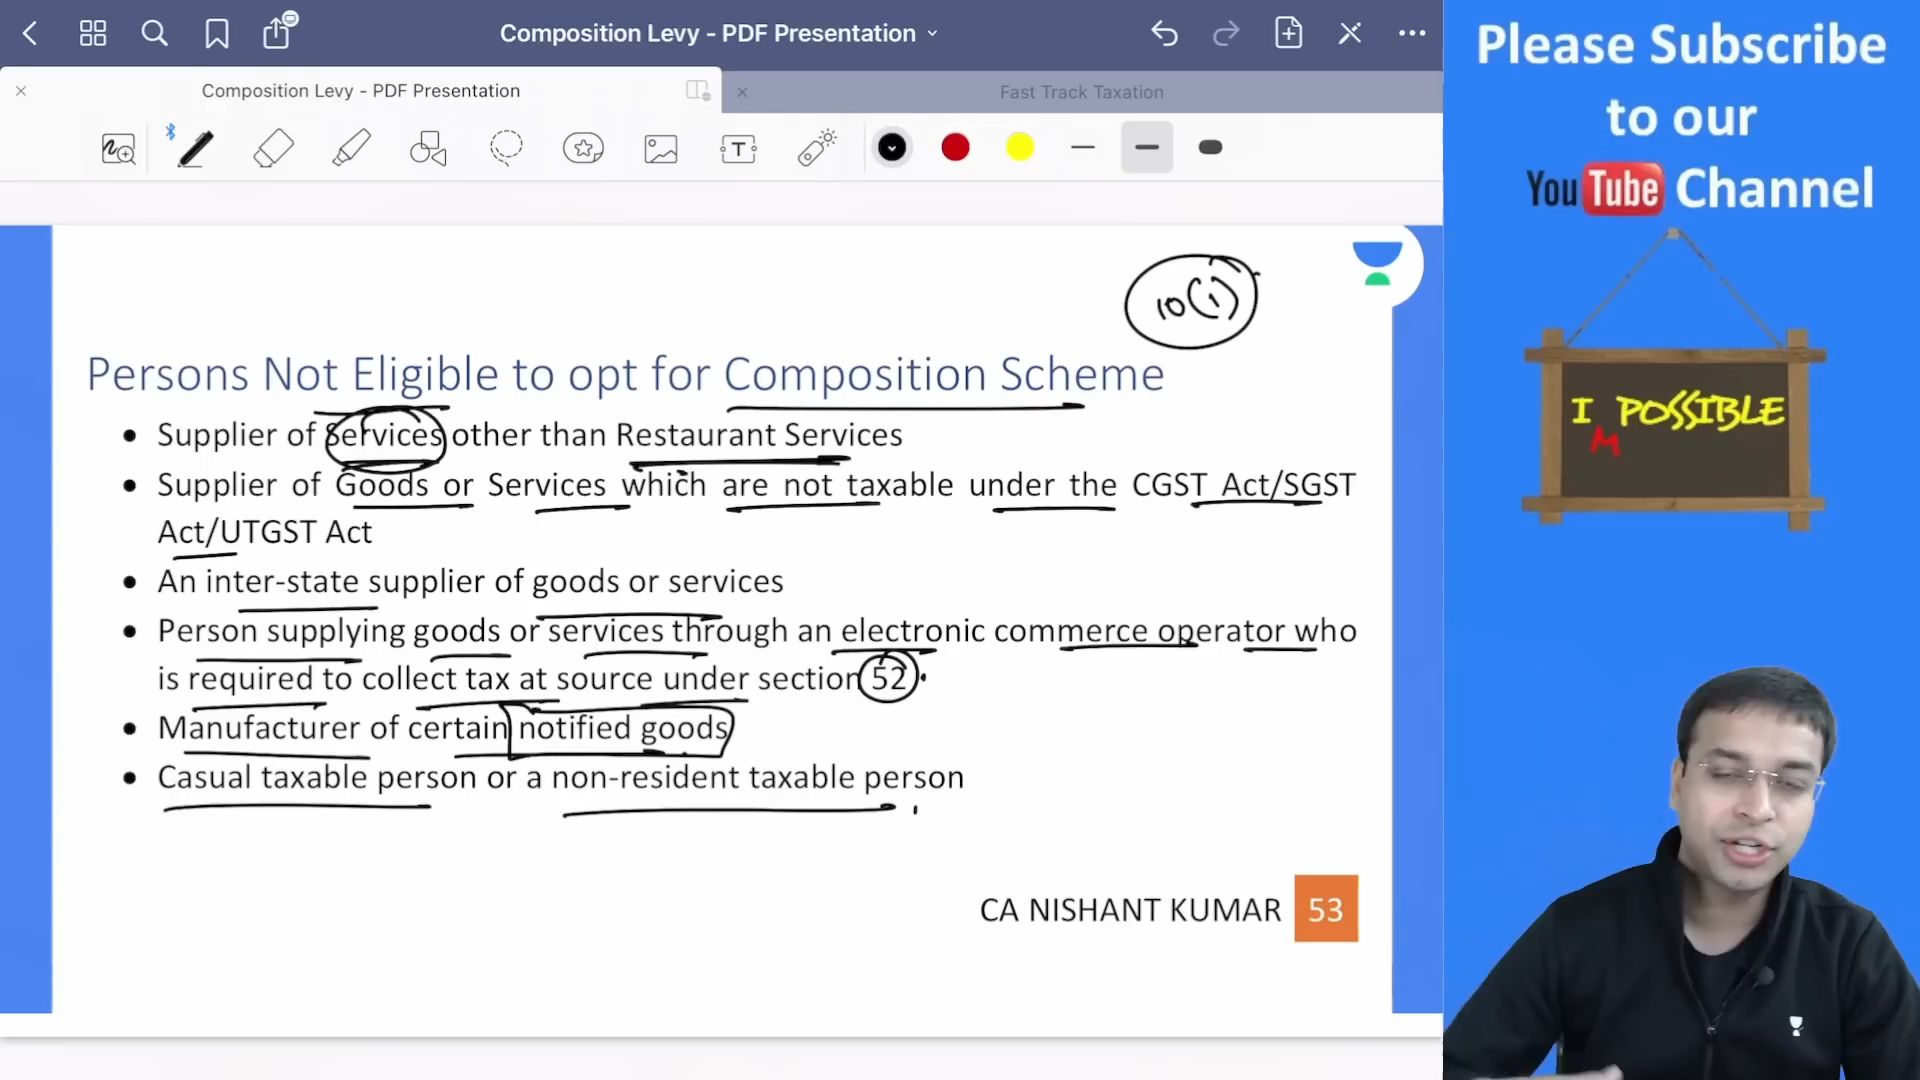 Composition Levy - PDF Presentation
Composition Levy - PDF Presentation
Fast Track Taxation
T
10(1)
Persons Not Eligible to opt for Composition Scheme
• Supplier of Services other than Restaurant Services
• Supplier of Goods or Services which are not taxable under the CGST Act/SGST
Act/UTGST Act
• An inter-state supplier of goods or services
• Person supplying goods or services through an electronic commerce operator who
is required to collect tax at source under section 52
• Manufacturer of certain notified goods
• Casual taxable person or a non-resident taxable person
CA NISHANT KUMAR 53
Please Subscribe
to our
YouTube Channel
I POSSIBLE
M